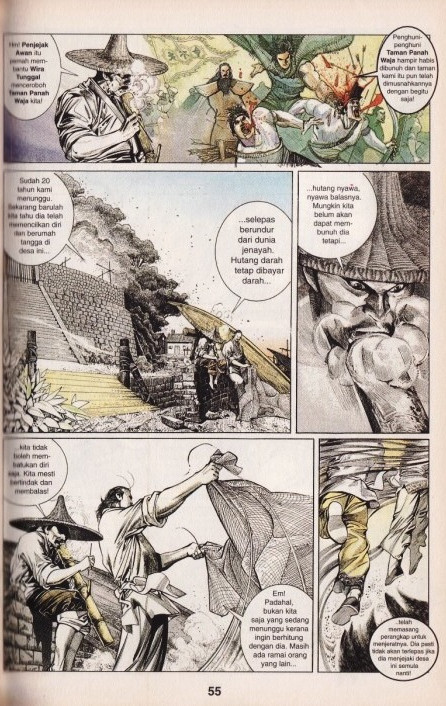 Hm! Penjejak
Awan itu
pernah mem-
bantu Wira
Tunggal
menceroboh
Taman Panah
Waja kita!
Penghuni-
penghuni
Taman Panah
Waja hampir habis
dibunuh dan taman
kami itu pun telah
dimusnahkannya
dengan begitu
saja!
Sudah 20
tahun kami
menunggu.
Sekarang barulah
kita tahu dia telah
memencilkan diri
dan berumah
tangga di
desa ini...
...selepas
berundur
dari dunia
jenayah.
Hutang darah
tetap dibayar
darah...
...hutang nyawa,
nyawa balasnya.
Mungkin kita
belum akan
dapat mem-
bunuh dia
tetapi...
...kita tidak
boleh mem-
batukan diri
saja. Kita mesti
bertindak dan
membalas!
Em!
Padahal,
bukan kita
saja yang sedang
menunggu kerana
ingin berhitung
dengan dia. Masih
ada ramai orang
yang lain...
...telah
memasang
perangkap untuk
menjeratnya. Dia pasti
tidak akan terlepas jika
dia menjejaki desa
ini semula
nanti!
55